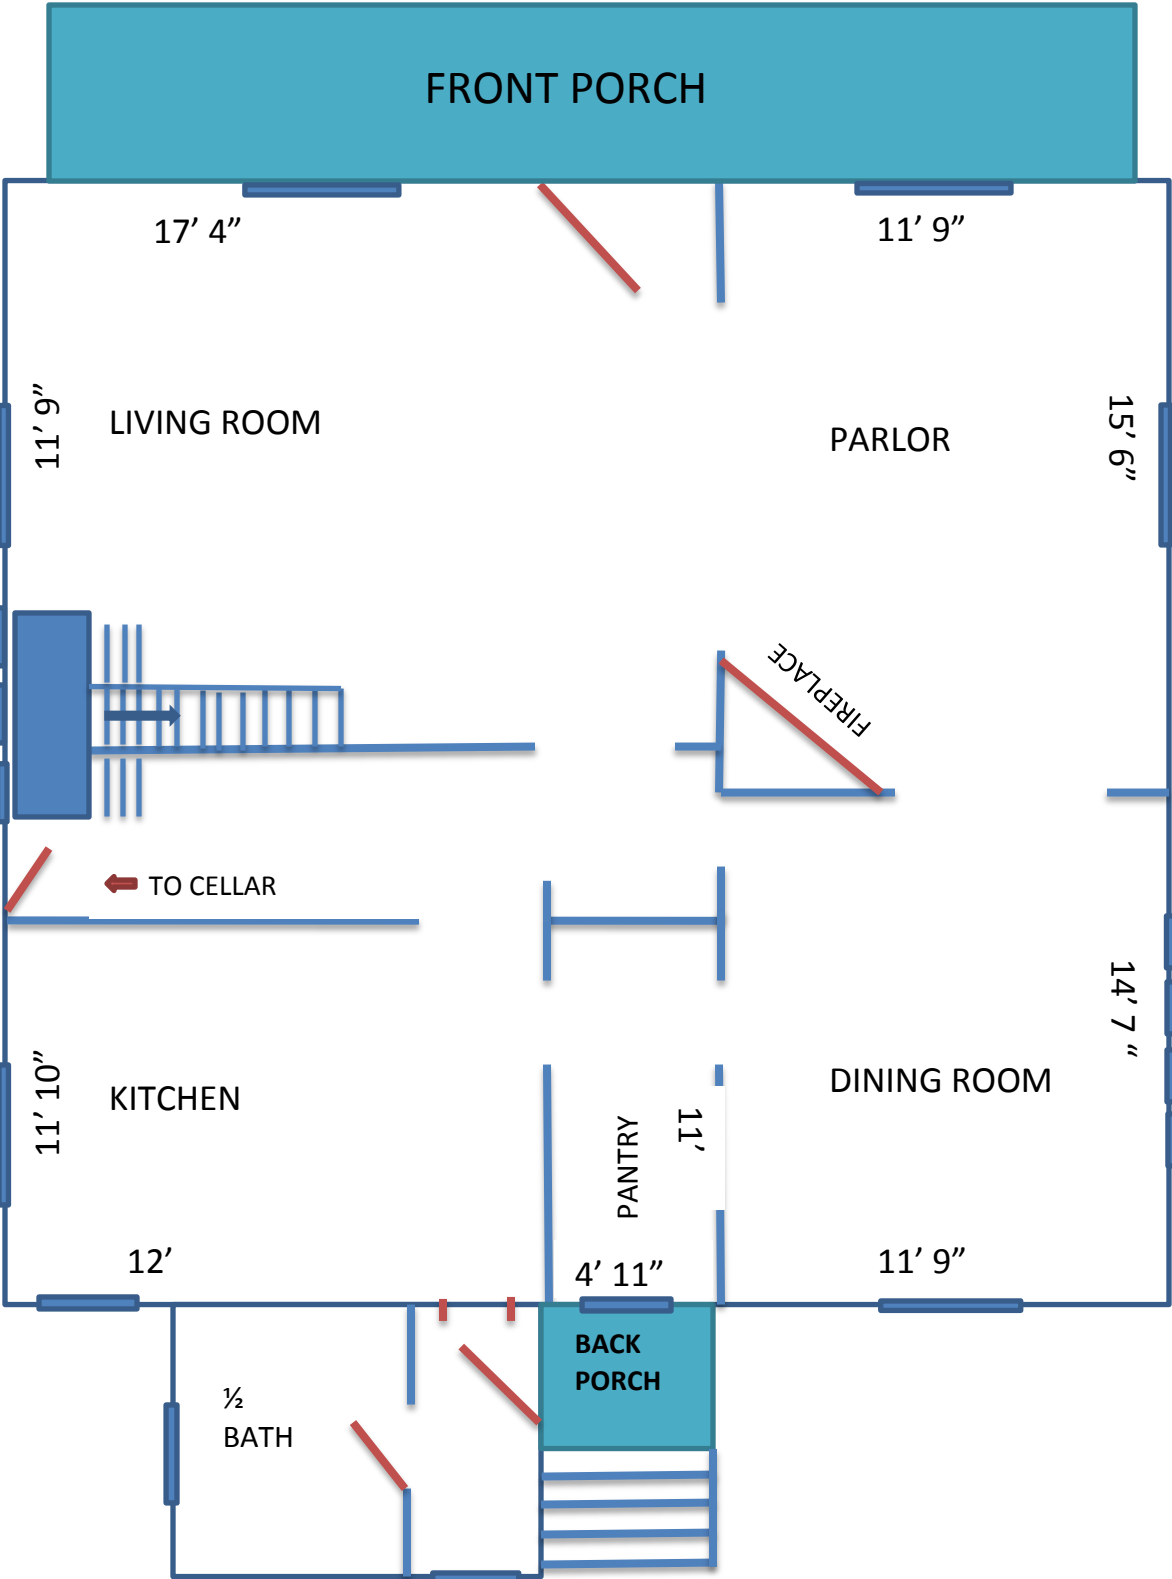 FRONT PORCH
17’ 4”
11’ 9”
11’ 9”
LIVING ROOM
PARLOR
15’ 6”
FIREPLACE
TO CELLAR
14’ 7 “
11’ 10”
KITCHEN
PANTRY
11’
DINING ROOM
12’
4’ 11”
11’ 9”
BACK
PORCH
½
BATH